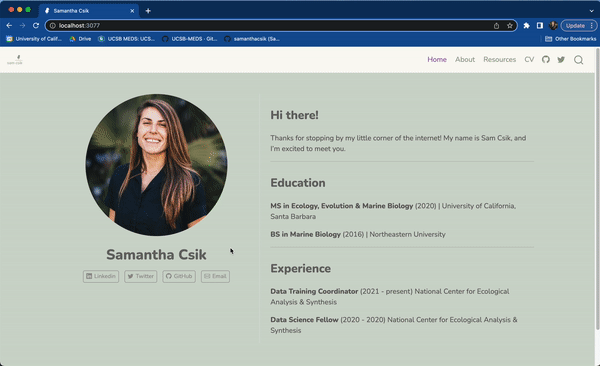 Samantha Csik
localhost:3077
Update
University of Calif...
Drive
UCSB MEDS: UCS...
UCSB-MEDS · Git...
samanthacsik (Sa...
Other Bookmarks
Home
About
Resources
CV
Hi there!
Thanks for stopping by my little corner of the internet! My name is Sam Csik, and
I'm excited to meet you.
Education
MS in Ecology, Evolution & Marine Biology (2020) | University of California,
Santa Barbara
BS in Marine Biology (2016) | Northeastern University
Samantha Csik
LinkedIn
Twitter
GitHub
Email
Experience
Data Training Coordinator (2021 - present) National Center for Ecological
Analysis & Synthesis
Data Science Fellow (2020 - 2020) National Center for Ecological Analysis &
Synthesis